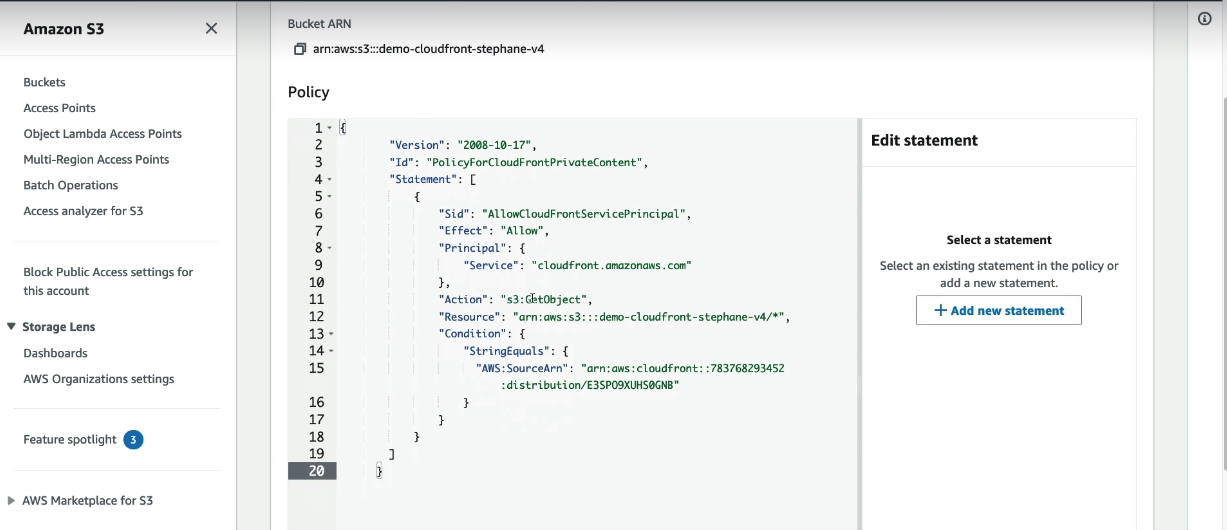 Amazon S3
Buckets
Access Points
Object Lambda Access Points
Multi-Region Access Points
Batch Operations
Access analyzer for S3
Block Public Access settings for
this account
Storage Lens
Dashboards
AWS Organizations settings
Feature spotlight 3
AWS Marketplace for S3
Bucket ARN
arn:aws:s3:::demo-cloudfront-stephane-v4
Policy
1 {
2 "Version": "2008-10-17",
3 "Id": "PolicyForCloudFrontPrivateContent",
4 "Statement": [
5 {
6 "Sid": "AllowCloudFrontServicePrincipal",
7 "Effect": "Allow",
8 "Principal": {
9 "Service": "cloudfront.amazonaws.com"
10 },
11 "Action": "s3:GetObject",
12 "Resource": "arn:aws:s3:::demo-cloudfront-stephane-v4/*",
13 "Condition": {
14 "StringEquals": {
15 "AWS:SourceArn": "arn:aws:cloudfront::783768293452
:distribution/E3SPO9XUHS0GNB"
16 }
17 }
18 }
19 ]
20 }
Edit statement
Select a statement
Select an existing statement in the policy or
add a new statement.
+ Add new statement